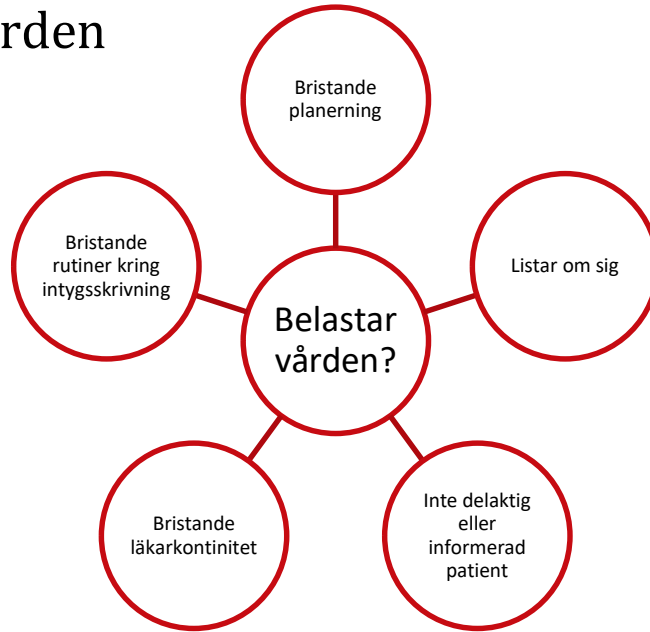 rden
Bristande
planerning
Bristande
rutiner kring
intygsskrivning
Listar om sig
Belastar
vården?
Bristande
läkarkontinitet
Inte delaktig
eller
informerad
patient